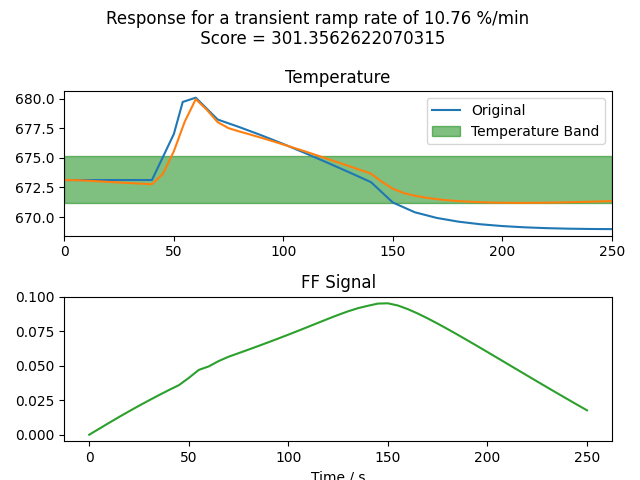 Response for a transient ramp rate of 10.76 %/min
Score = 301.3562622070315
Temperature
680.0
677.5
675.0
672.5
670.0
Original
Temperature Band
0 50 100 150 200 250
FF Signal
0.100
0.075
0.050
0.025
0.000
0 50 100 150 200 250
Time / s